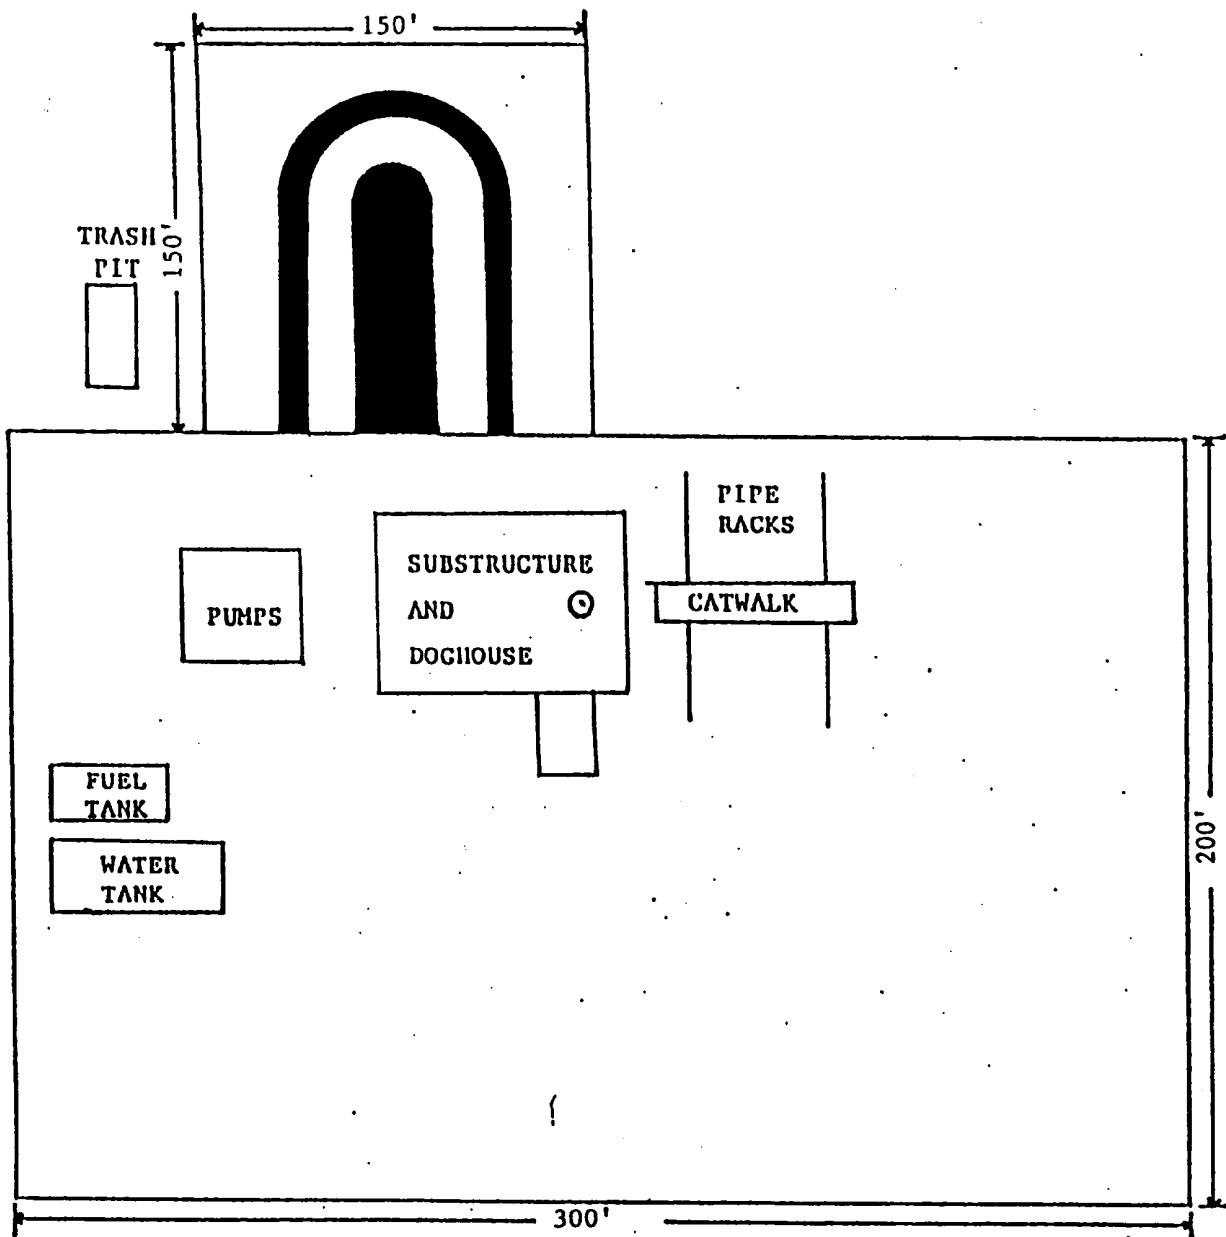 150'
TRASH
PIT
150'
PIPE
RACKS
SUBSTRUCTURE
AND
DOGHOUSE
CATWALK
PUMPS
FUEL
TANK
WATER
TANK
200'
300'